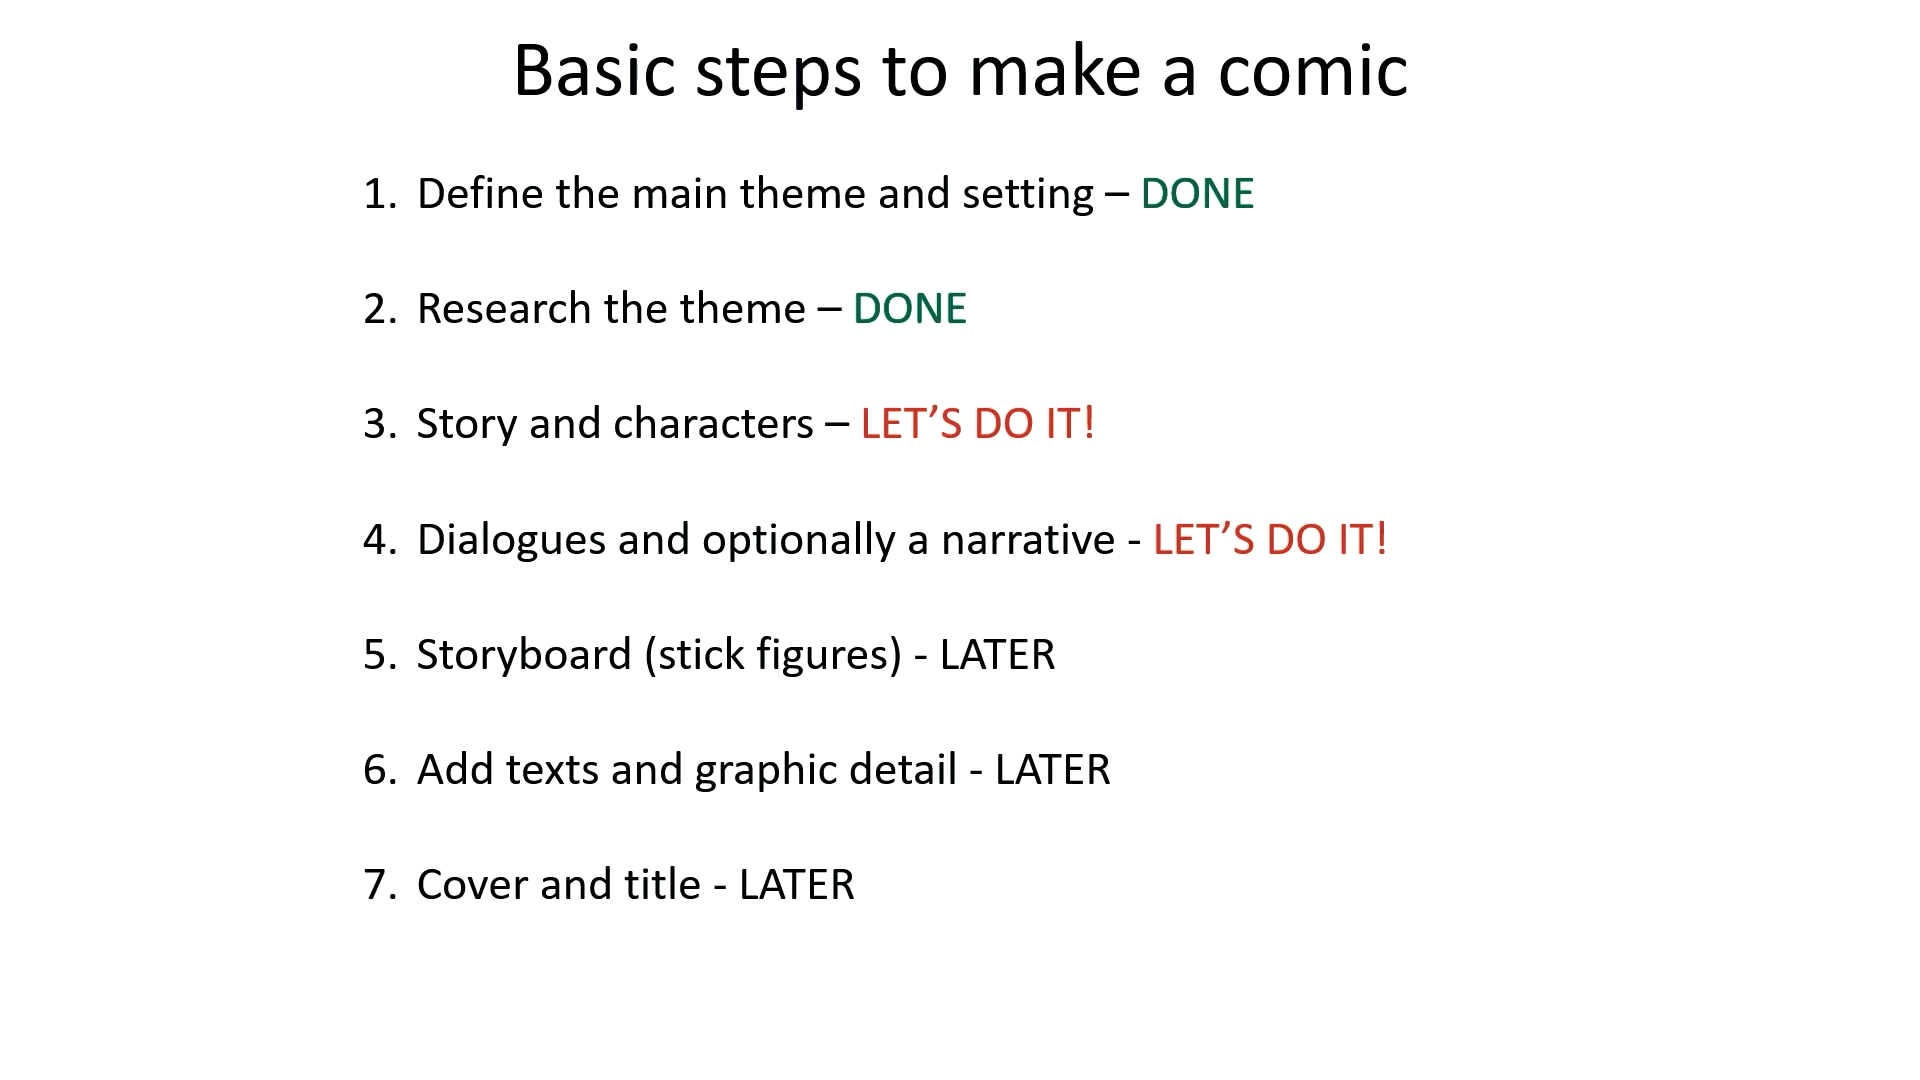 Basic steps to make a comic
1. Define the main theme and setting – DONE
2. Research the theme – DONE
3. Story and characters – LET’S DO IT!
4. Dialogues and optionally a narrative - LET’S DO IT!
5. Storyboard (stick figures) - LATER
6. Add texts and graphic detail - LATER
7. Cover and title - LATER